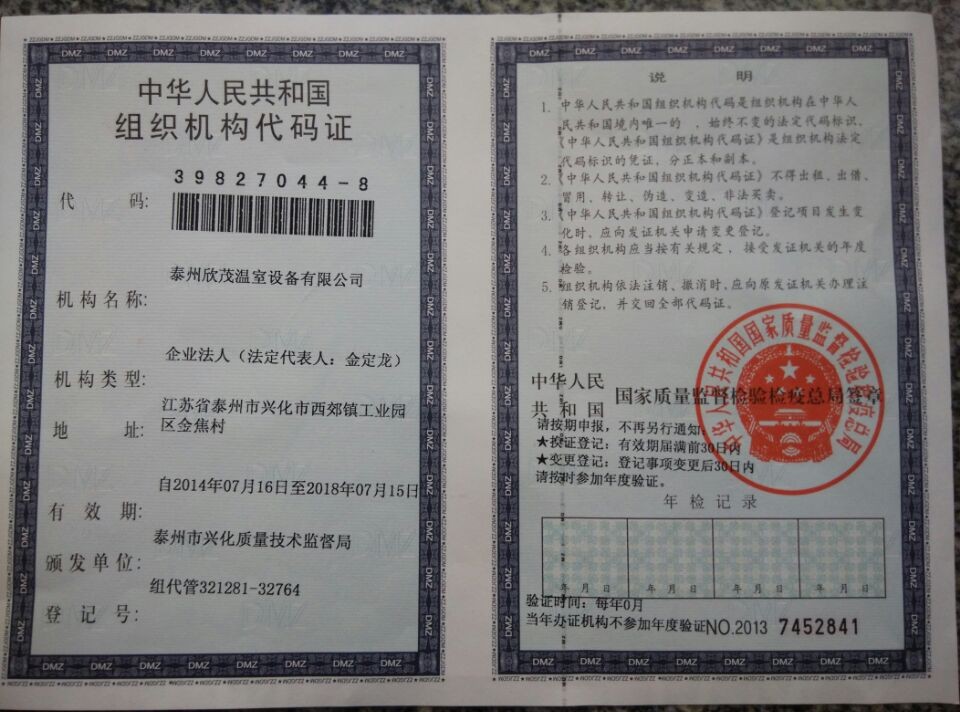 中华人民共和国
组织机构代码证
代 码: 39827044-8
机构名称: 泰州欣茂温室设备有限公司
机构类型: 企业法人（法定代表人：金定龙）
地 址: 江苏省泰州市兴化市西郊镇工业园
区金焦村
有 效 期: 自2014年07月16日至2018年07月15日
颁发单位: 泰州市兴化质量技术监督局
登 记 号: 组代管321281-32764
说 明
1. 中华人民共和国组织机构代码是组织机构在中华人
民共和国境内唯一的 、始终不变的法定代码标识，
《中华人民共和国组织机构代码证》是组织机构法定
代码标识的凭证，分正本和副本。
2. 《中华人民共和国组织机构代码证》不得出租、出借、
冒用、转让、伪造、变造、非法买卖。
3. 《中华人民共和国组织机构代码证》登记项目发生变
化时、应向发证机关申请变更登记。
4. 各组织机构应当按有关规定 、接受发证机关的年度
检验。
5. 组织机构依法注销、撤消时，应向原发证机关办理注
销登记，并交回全部代码证。
中华人民
共 和 国 国家质量监督检验检疫总局签章
中华人民共和国国家质量监督检验检疫总局
请按期申报，不再另行通知。
★换证登记：有效期届满前30日内
★变更登记：登记事项变更后30日内
请按时参加年度验证。
年 检 记 录
年 月 日 年 月 日 年 月 日 年 月 日
验证时间：每年0月
当年办证机构不参加年度验证 NO.2013 7452841